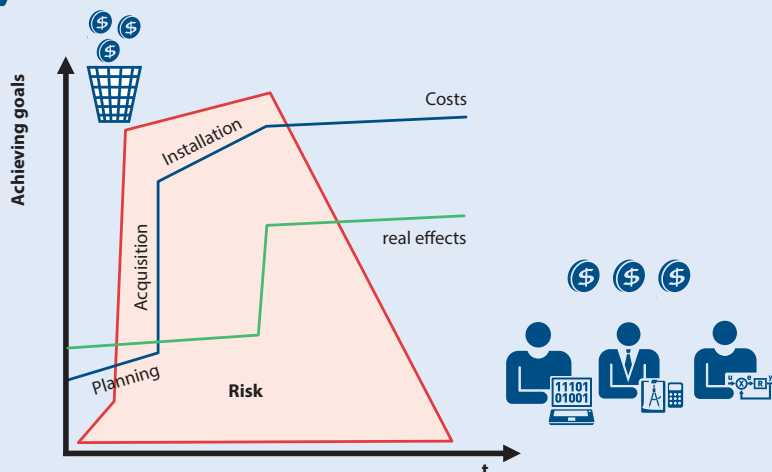 $ $
$
Achieving goals
Costs
Installation
Acquisition
real effects
Planning
Risk
t
$ $ $
11101
01001
u e R y